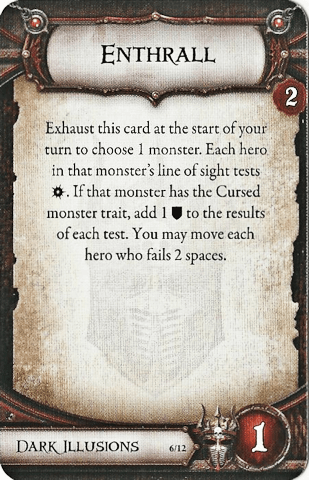 ENTHRALL
2
Exhaust this card at the start of your
turn to choose 1 monster. Each hero
in that monster's line of sight tests
. If that monster has the Cursed
monster trait, add 1 to the results
of each test. You may move each
hero who fails 2 spaces.
DARK ILLUSIONS 6/12 1